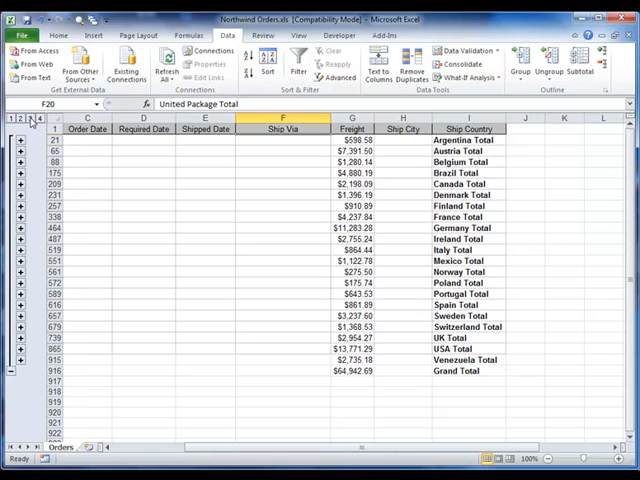 Northwind Orders.xls [Compatibility Mode] - Microsoft Excel
File Home Insert Page Layout Formulas Data Review View Developer Add-Ins
From Access
From Web
From Text
From Other Sources
Existing Connections
Get External Data
Refresh All
Connections
Properties
Edit Links
Connections
Sort
Filter
Clear
Reapply
Advanced
Sort & Filter
Text to Columns
Remove Duplicates
Data Validation
Consolidate
What-If Analysis
Data Tools
Group
Ungroup
Subtotal
Outline
F20 fx United Package Total
1 2 3 4 C D E F G H I J K L
1 Order Date Required Date Shipped Date Ship Via Freight Ship City Ship Country
21 $598.58 Argentina Total
65 $7,391.50 Austria Total
88 $1,280.14 Belgium Total
175 $4,880.19 Brazil Total
209 $2,198.09 Canada Total
231 $1,396.19 Denmark Total
257 $910.89 Finland Total
338 $4,237.84 France Total
464 $11,283.28 Germany Total
487 $2,755.24 Ireland Total
519 $864.44 Italy Total
551 $1,122.78 Mexico Total
561 $275.50 Norway Total
572 $175.74 Poland Total
589 $643.53 Portugal Total
616 $861.89 Spain Total
657 $3,237.60 Sweden Total
679 $1,368.53 Switzerland Total
739 $2,954.27 UK Total
865 $13,771.29 USA Total
915 $2,735.18 Venezuela Total
916 $64,942.69 Grand Total
917
918
919
920
921
922
Orders
Ready 100%